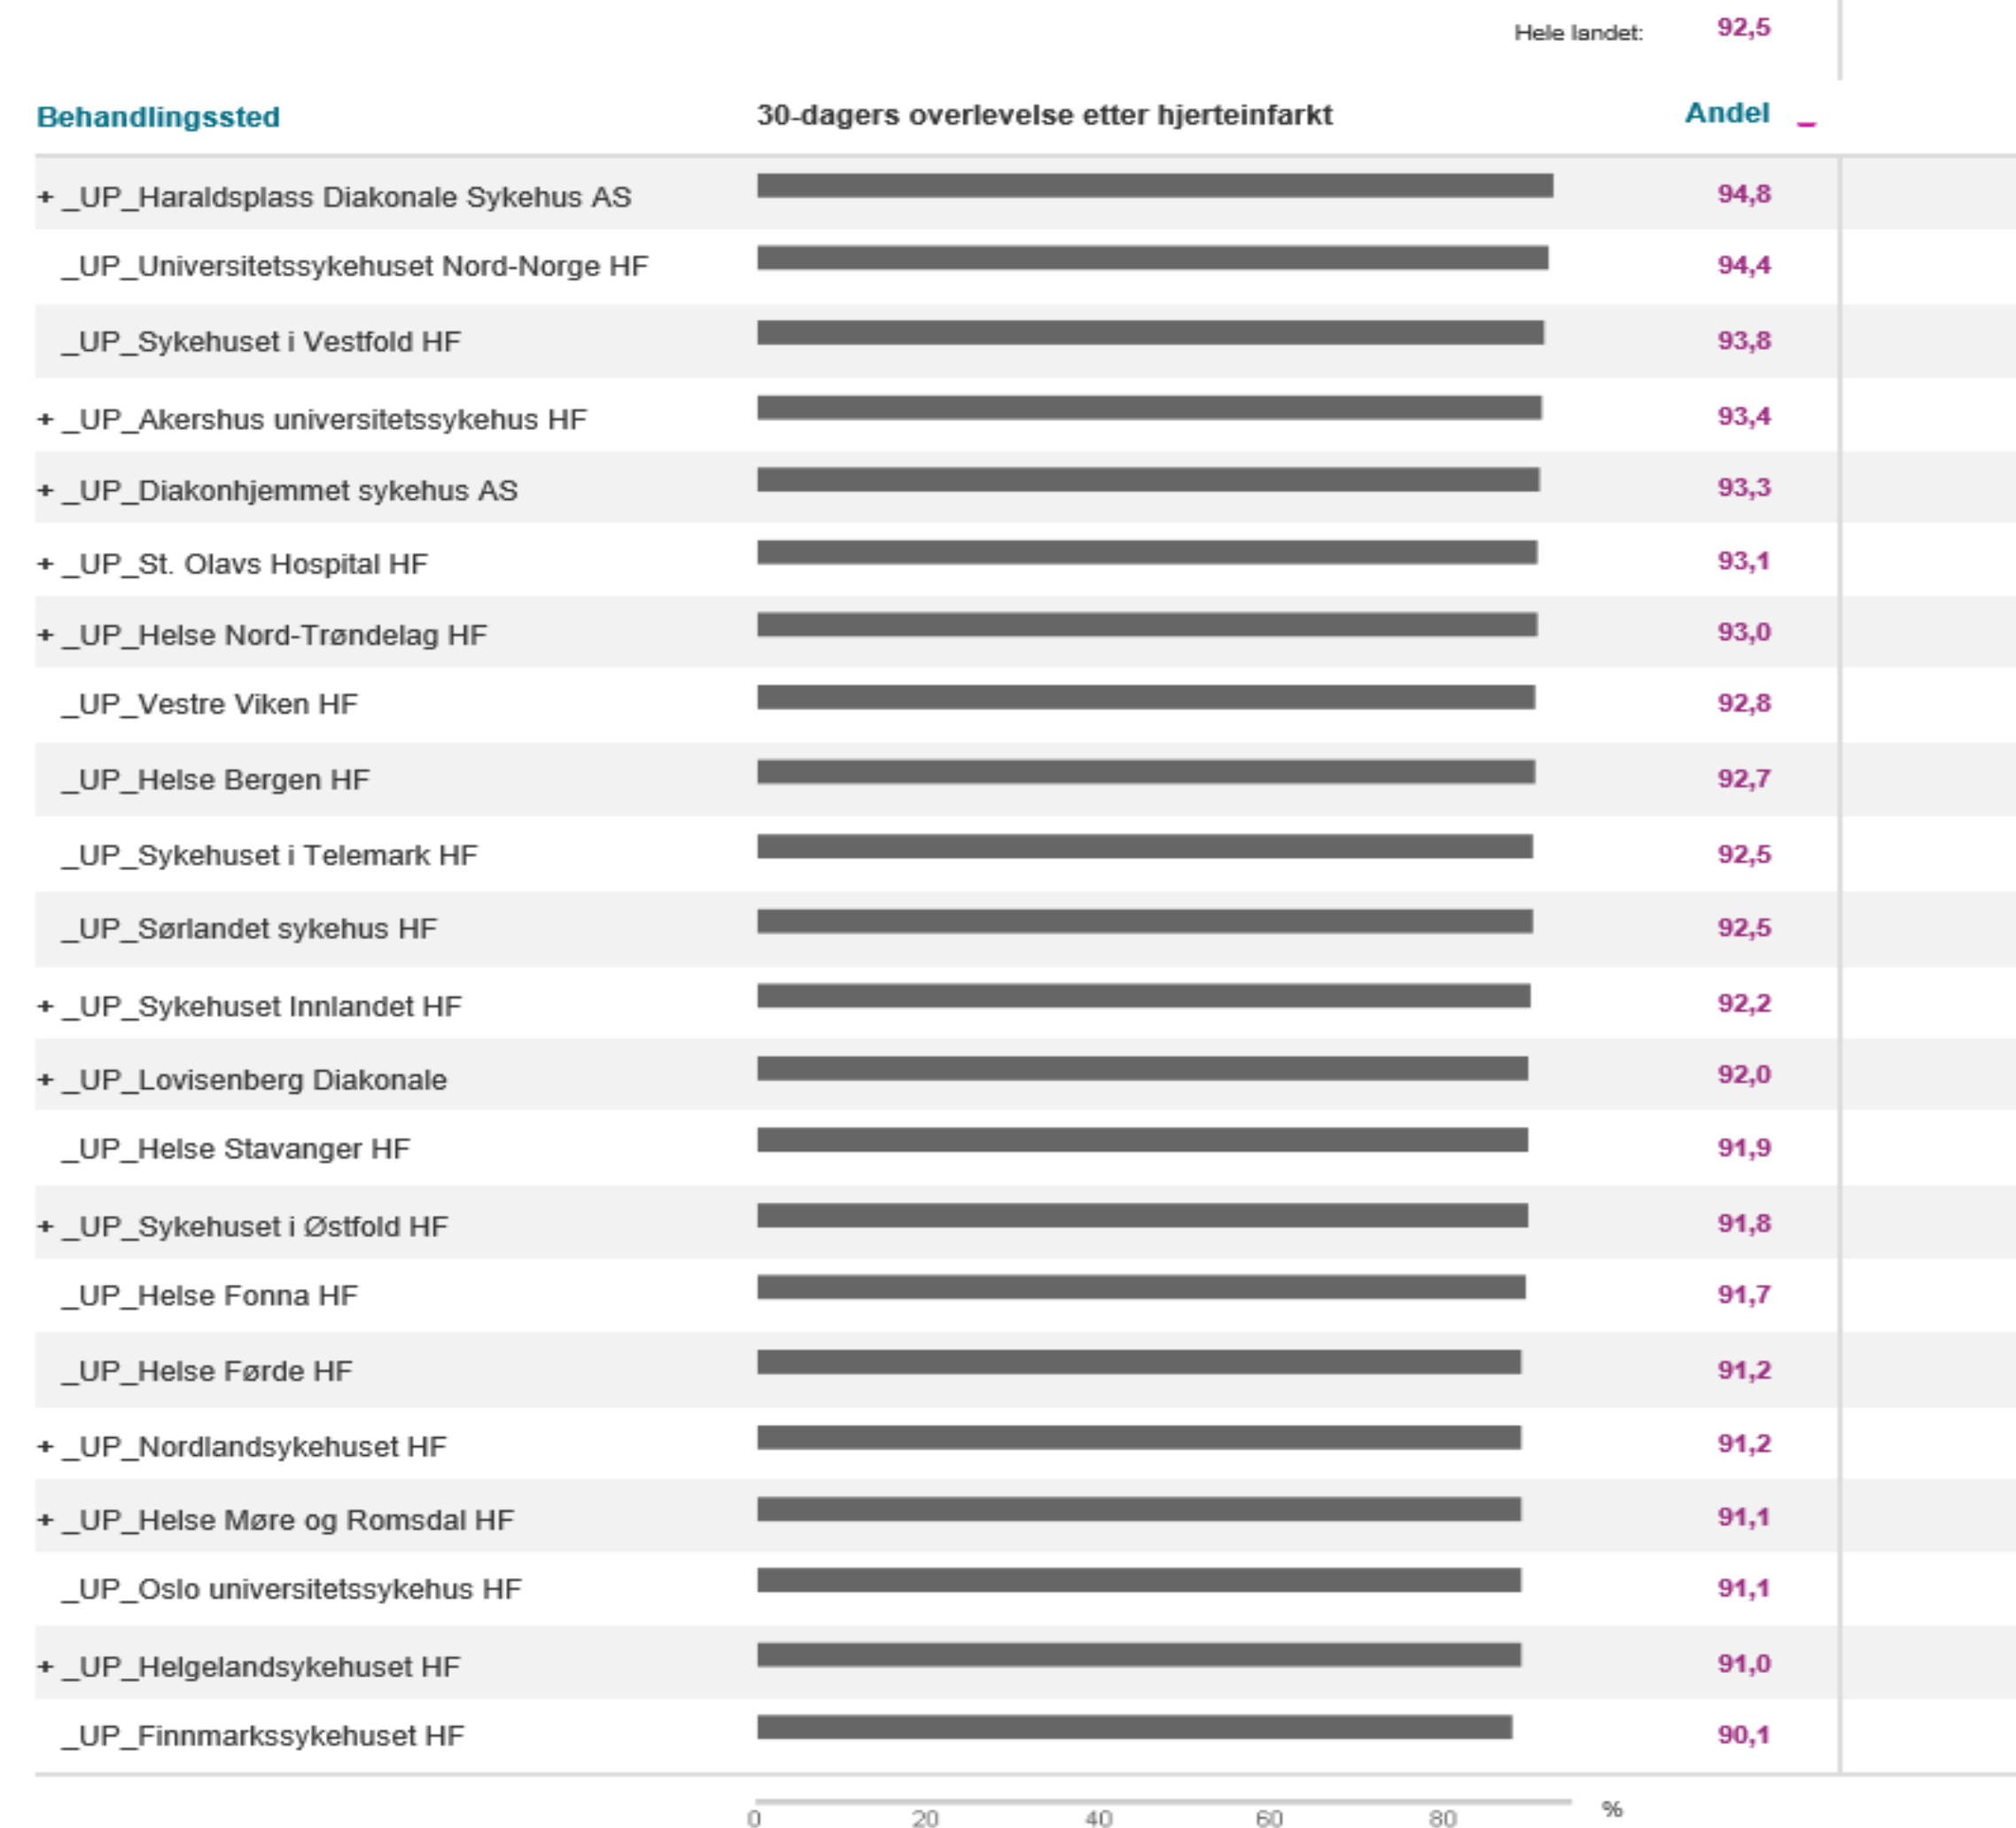 Hele landet: 92,5
Behandlingssted 30-dagers overlevelse etter hjerteinfarkt Andel _
+ _UP_Haraldsplass Diakonale Sykehus AS 94,8
_UP_Universitetssykehuset Nord-Norge HF 94,4
_UP_Sykehuset i Vestfold HF 93,8
+ _UP_Akershus universitetssykehus HF 93,4
+ _UP_Diakonhjemmet sykehus AS 93,3
+ _UP_St. Olavs Hospital HF 93,1
+ _UP_Helse Nord-Trøndelag HF 93,0
_UP_Vestre Viken HF 92,8
_UP_Helse Bergen HF 92,7
_UP_Sykehuset i Telemark HF 92,5
_UP_Sørlandet sykehus HF 92,5
+ _UP_Sykehuset Innlandet HF 92,2
+ _UP_Lovisenberg Diakonale 92,0
_UP_Helse Stavanger HF 91,9
+ _UP_Sykehuset i Østfold HF 91,8
_UP_Helse Fonna HF 91,7
_UP_Helse Førde HF 91,2
+ _UP_Nordlandsykehuset HF 91,2
+ _UP_Helse Møre og Romsdal HF 91,1
_UP_Oslo universitetssykehus HF 91,1
+ _UP_Helgelandsykehuset HF 91,0
_UP_Finnmarkssykehuset HF 90,1
0 20 40 60 80 %